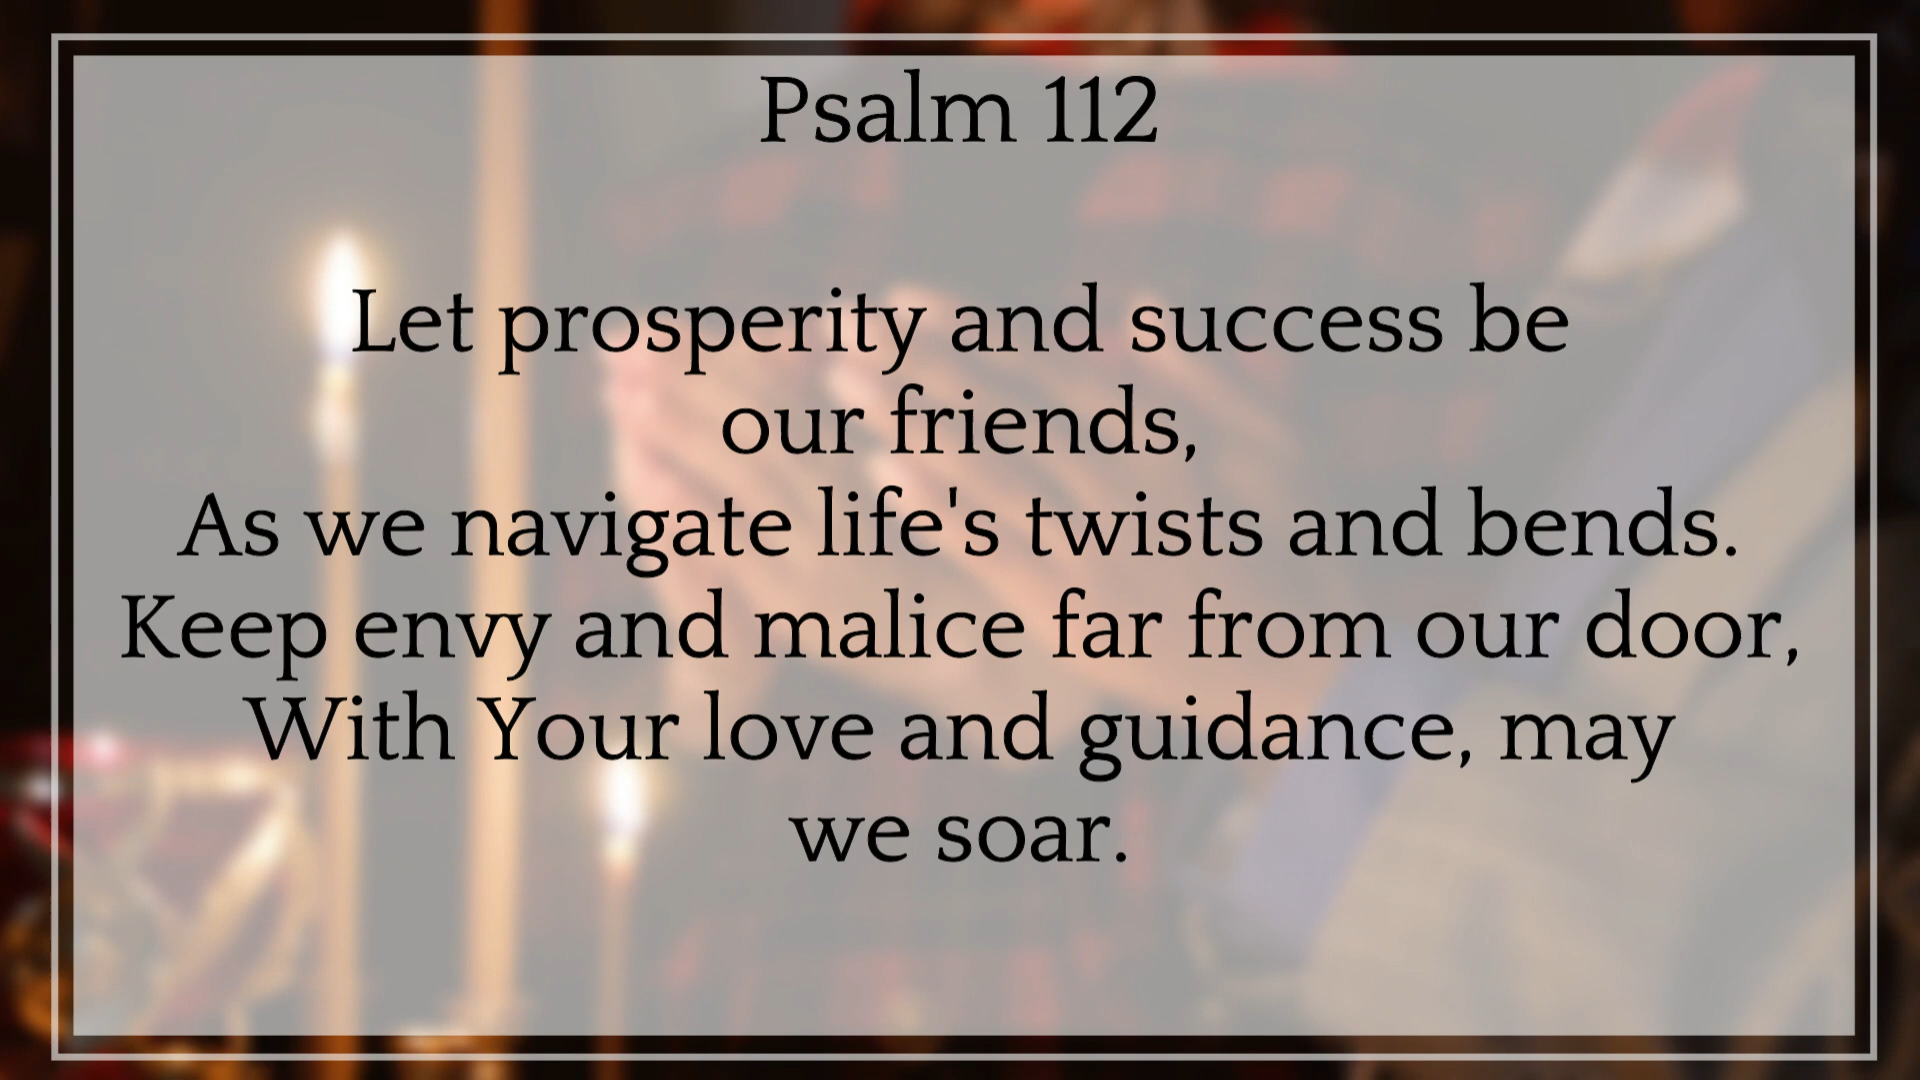 Psalm 112
Let prosperity and success be
our friends,
As we navigate life's twists and bends.
Keep envy and malice far from our door,
With Your love and guidance, may
we soar.